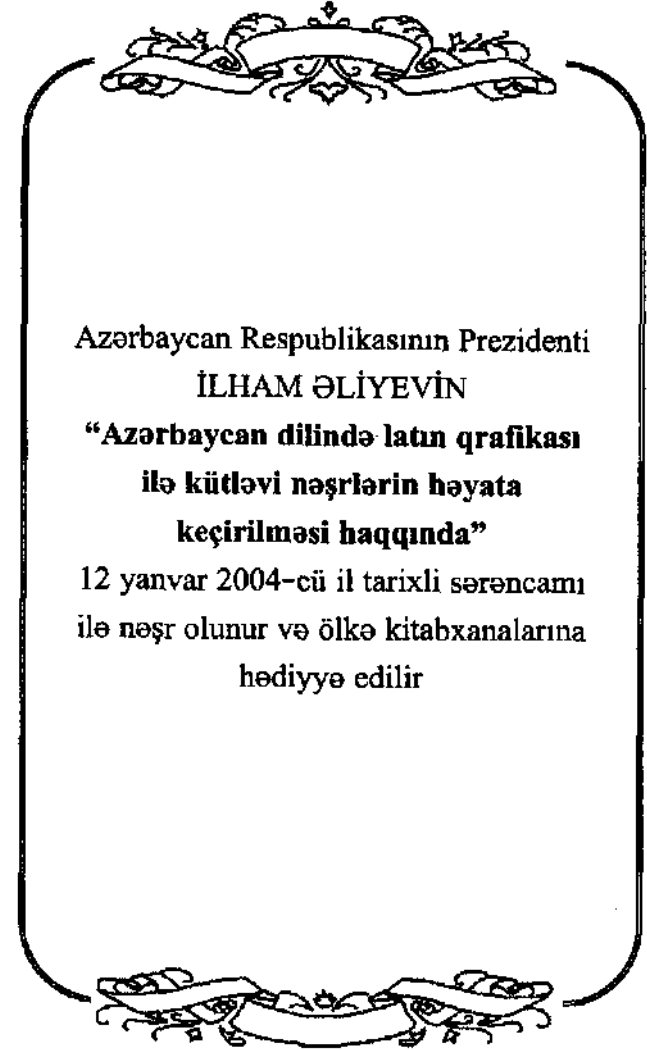 Azərbaycan Respublikasının Prezidenti
İLHAM ƏLİYEVİN
“Azərbaycan dilində latın qrafikası
ilə kütləvi nəşrlərin həyata
keçirilməsi haqqında”
12 yanvar 2004-cü il tarixli sərəncamı
ilə nəşr olunur və ölkə kitabxanalarına
hədiyyə edilir